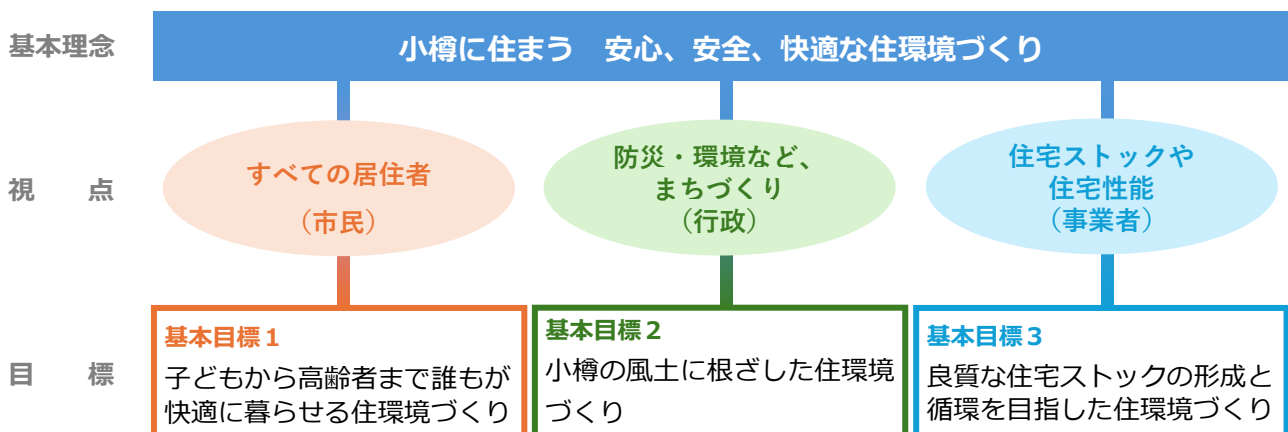 基本理念
小樽に住まう　安心、安全、快適な住環境づくり
視　　点
すべての居住者
（市民）
防災・環境など、
まちづくり
（行政）
住宅ストックや
住宅性能
（事業者）
目　　標
基本目標１
子どもから高齢者まで誰もが
快適に暮らせる住環境づくり
基本目標２
小樽の風土に根ざした住環境
づくり
基本目標３
良質な住宅ストックの形成と
循環を目指した住環境づくり